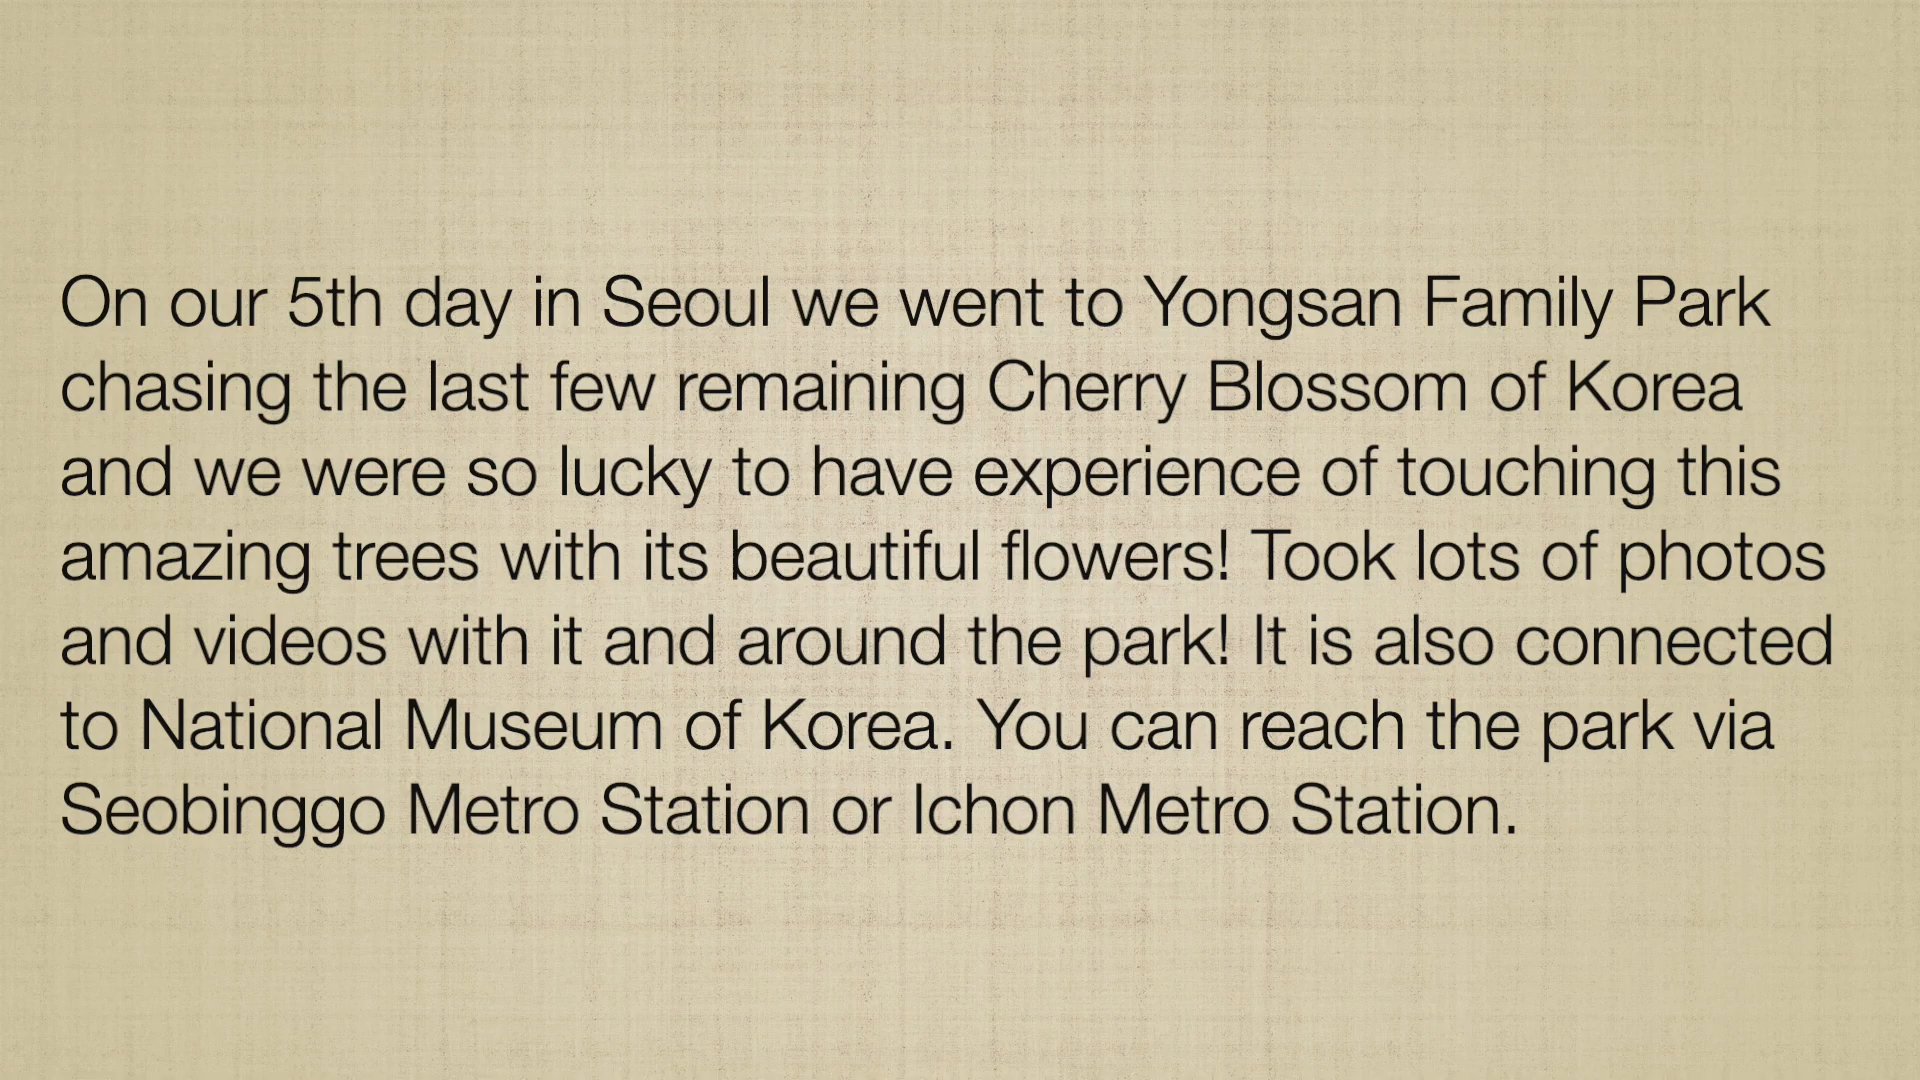 On our 5th day in Seoul we went to Yongsan Family Park
chasing the last few remaining Cherry Blossom of Korea
and we were so lucky to have experience of touching this
amazing trees with its beautiful flowers! Took lots of photos
and videos with it and around the park! It is also connected
to National Museum of Korea. You can reach the park via
Seobinggo Metro Station or Ichon Metro Station.